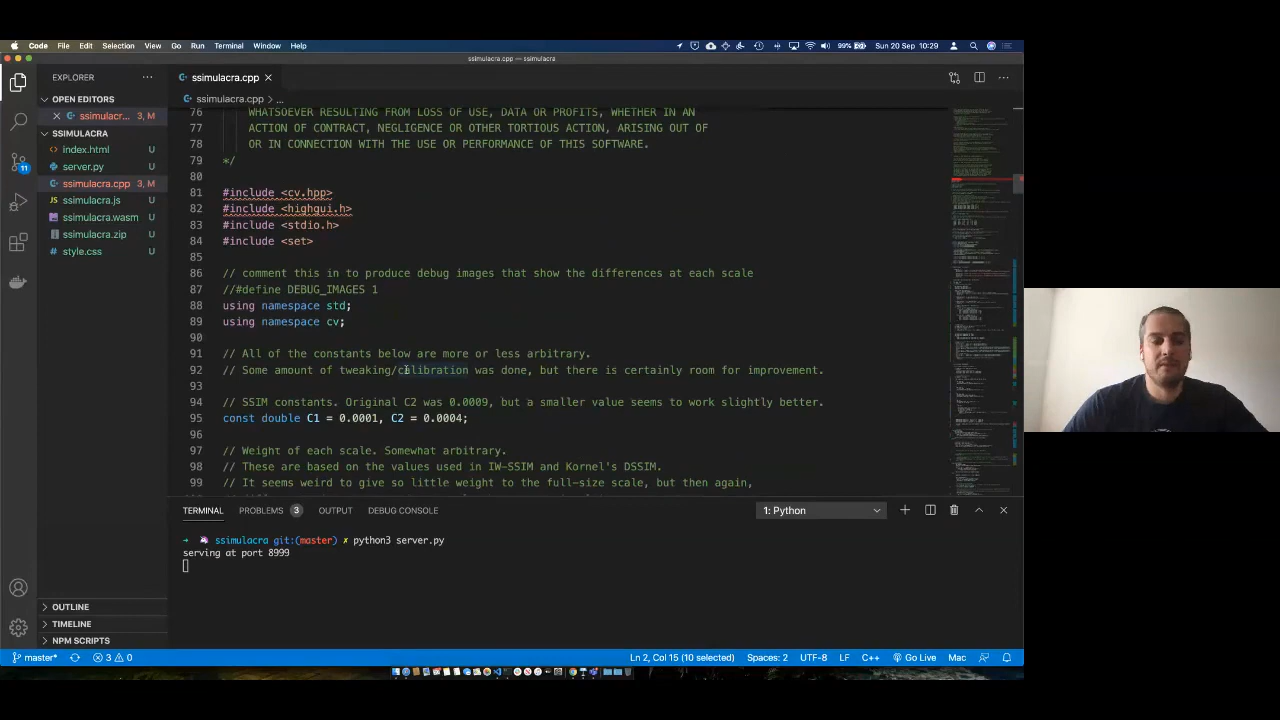 Code File Edit Selection View Go Run Terminal Window Help
99% Sun 20 Sep 10:29
ssimulacra.cpp — ssimulacra
EXPLORER
ssimulacra.cpp
OPEN EDITORS
ssimulacra.cpp > ...
ssimulacr... 3, M
SSIMULACRA
index.html U
server.py U
ssimulacra.cpp 3, M
ssimulacra.js U
ssimulacra.wasm U
ssimulacra.zip U
style.css U
76 WHATSOEVER RESULTING FROM LOSS OF USE, DATA OR PROFITS, WHETHER IN AN
77 ACTION OF CONTRACT, NEGLIGENCE OR OTHER TORTIOUS ACTION, ARISING OUT OF
78 OR IN CONNECTION WITH THE USE OR PERFORMANCE OF THIS SOFTWARE.
79 */
80
81 #include <cv.hpp>
82 #include <highgui.h>
83 #include <stdio.h>
84 #include <set>
85
86 // comment this in to produce debug images that show the differences at each scale
87 //#define DEBUG_IMAGES 1
88 using namespace std;
89 using namespace cv;
90
91 // All of the constants below are more or less arbitrary.
92 // Some amount of tweaking/calibration was done, but there is certainly room for improvement.
93
94 // SSIM constants. Original C2 was 0.0009, but a smaller value seems to work slightly better.
95 const double C1 = 0.0001, C2 = 0.0004;
96
97 // Weight of each scale. Somewhat arbitrary.
98 // These are based on the values used in IW-SSIM and Kornel's DSSIM.
99 // It seems weird to give so little weight to the full-size scale, but then again,
TERMINAL PROBLEMS 3 OUTPUT DEBUG CONSOLE
1: Python
ssimulacra git:(master) ✗ python3 server.py
serving at port 8999
OUTLINE
TIMELINE
NPM SCRIPTS
11
master* 3 0
Ln 2, Col 15 (10 selected) Spaces: 2 UTF-8 LF C++ Go Live Mac